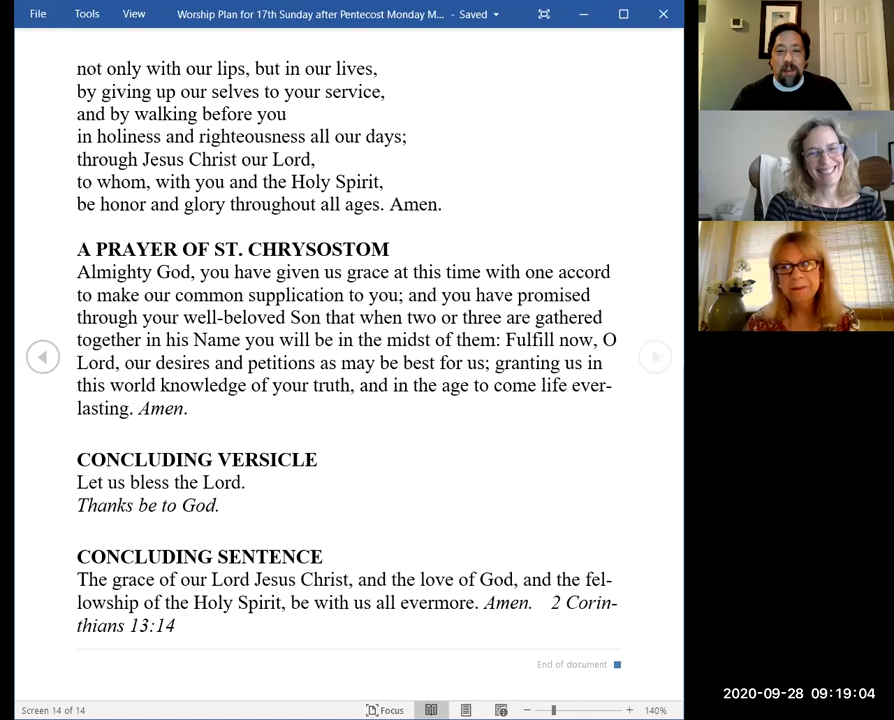 File Tools View Worship Plan for 17th Sunday after Pentecost Monday M... - Saved
not only with our lips, but in our lives,
by giving up our selves to your service,
and by walking before you
in holiness and righteousness all our days;
through Jesus Christ our Lord,
to whom, with you and the Holy Spirit,
be honor and glory throughout all ages. Amen.
A PRAYER OF ST. CHRYSOSTOM
Almighty God, you have given us grace at this time with one accord
to make our common supplication to you; and you have promised
through your well-beloved Son that when two or three are gathered
together in his Name you will be in the midst of them: Fulfill now, O
Lord, our desires and petitions as may be best for us; granting us in
this world knowledge of your truth, and in the age to come life ever-
lasting. Amen.
CONCLUDING VERSICLE
Let us bless the Lord.
Thanks be to God.
CONCLUDING SENTENCE
The grace of our Lord Jesus Christ, and the love of God, and the fel-
lowship of the Holy Spirit, be with us all evermore. Amen. 2 Corin-
thians 13:14
End of document
Screen 14 of 14 Focus 140%
2020-09-28 09:19:04